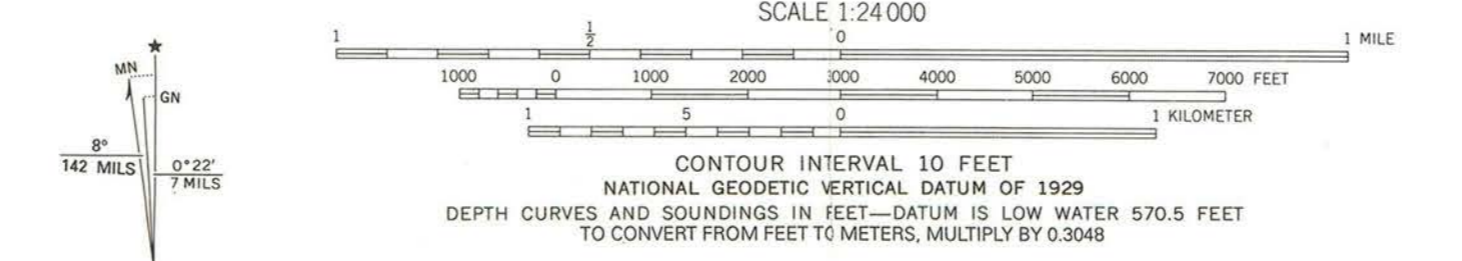 SCALE 1:24 000
1 ½ 0 1 MILE
1000 0 1000 2000 3000 4000 5000 6000 7000 FEET
1 5 0 1 KILOMETER
CONTOUR INTERVAL 10 FEET
NATIONAL GEODETIC VERTICAL DATUM OF 1929
DEPTH CURVES AND SOUNDINGS IN FEET—DATUM IS LOW WATER 570.5 FEET
TO CONVERT FROM FEET TO METERS, MULTIPLY BY 0.3048
MN
GN
8°
142 MILS
0°22′
7 MILS